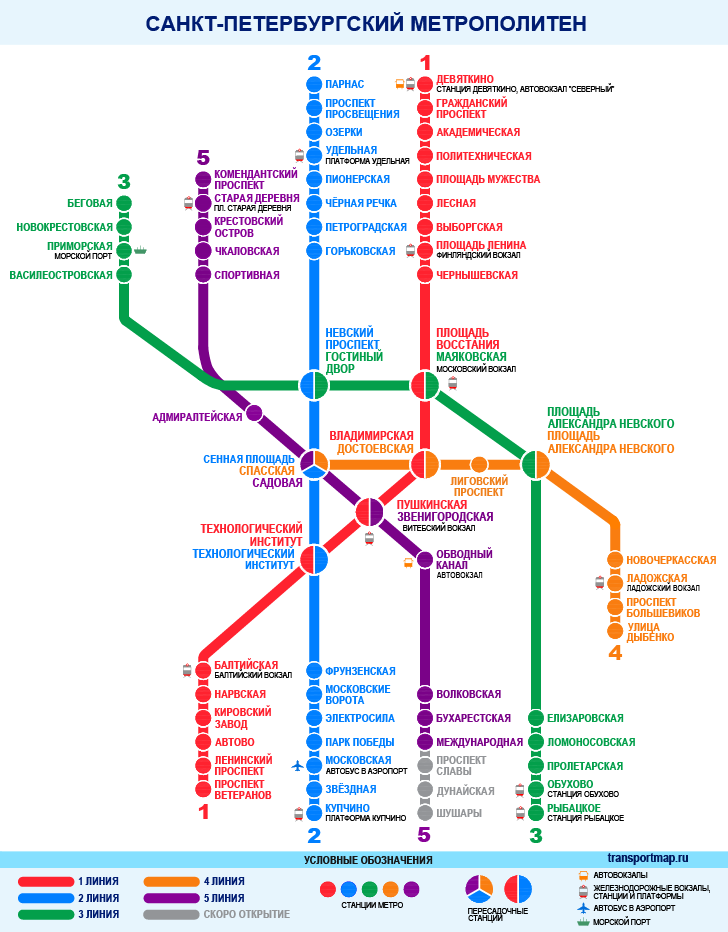 САНКТ-ПЕТЕРБУРГСКИЙ МЕТРОПОЛИТЕН
2
ПАРНАС
ПРОСПЕКТ
ПРОСВЕЩЕНИЯ
ОЗЕРКИ
УДЕЛЬНАЯ
ПЛАТФОРМА УДЕЛЬНАЯ
ПИОНЕРСКАЯ
ЧЁРНАЯ РЕЧКА
ПЕТРОГРАДСКАЯ
ГОРЬКОВСКАЯ
1
ДЕВЯТКИНО
СТАНЦИЯ ДЕВЯТКИНО, АВТОВОКЗАЛ "СЕВЕРНЫЙ"
ГРАЖДАНСКИЙ
ПРОСПЕКТ
АКАДЕМИЧЕСКАЯ
ПОЛИТЕХНИЧЕСКАЯ
ПЛОЩАДЬ МУЖЕСТВА
ЛЕСНАЯ
ВЫБОРГСКАЯ
ПЛОЩАДЬ ЛЕНИНА
ФИНЛЯНДСКИЙ ВОКЗАЛ
ЧЕРНЫШЕВСКАЯ
5
КОМЕНДАНТСКИЙ
ПРОСПЕКТ
СТАРАЯ ДЕРЕВНЯ
ПЛ. СТАРАЯ ДЕРЕВНЯ
КРЕСТОВСКИЙ
ОСТРОВ
ЧКАЛОВСКАЯ
СПОРТИВНАЯ
3
БЕГОВАЯ
НОВОКРЕСТОВСКАЯ
ПРИМОРСКАЯ
МОРСКОЙ ПОРТ
ВАСИЛЕОСТРОВСКАЯ
НЕВСКИЙ
ПРОСПЕКТ
ГОСТИНЫЙ
ДВОР
ПЛОЩАДЬ
ВОССТАНИЯ
МАЯКОВСКАЯ
МОСКОВСКИЙ ВОКЗАЛ
АДМИРАЛТЕЙСКАЯ
ВЛАДИМИРСКАЯ
ДОСТОЕВСКАЯ
ПЛОЩАДЬ
АЛЕКСАНДРА НЕВСКОГО
ПЛОЩАДЬ
АЛЕКСАНДРА НЕВСКОГО
СЕННАЯ ПЛОЩАДЬ
СПАССКАЯ
САДОВАЯ
ЛИГОВСКИЙ
ПРОСПЕКТ
ПУШКИНСКАЯ
ЗВЕНИГОРОДСКАЯ
ВИТЕБСКИЙ ВОКЗАЛ
ТЕХНОЛОГИЧЕСКИЙ
ИНСТИТУТ
ТЕХНОЛОГИЧЕСКИЙ
ИНСТИТУТ
ОБВОДНЫЙ
КАНАЛ
АВТОВОКЗАЛ
НОВОЧЕРКАССКАЯ
ЛАДОЖСКАЯ
ЛАДОЖСКИЙ ВОКЗАЛ
ПРОСПЕКТ
БОЛЬШЕВИКОВ
УЛИЦА
ДЫБЕНКО
4
БАЛТИЙСКАЯ
БАЛТИЙСКИЙ ВОКЗАЛ
НАРВСКАЯ
КИРОВСКИЙ
ЗАВОД
АВТОВО
ЛЕНИНСКИЙ
ПРОСПЕКТ
ПРОСПЕКТ
ВЕТЕРАНОВ
1
ФРУНЗЕНСКАЯ
МОСКОВСКИЕ
ВОРОТА
ЭЛЕКТРОСИЛА
ПАРК ПОБЕДЫ
МОСКОВСКАЯ
АВТОБУС В АЭРОПОРТ
ЗВЁЗДНАЯ
КУПЧИНО
ПЛАТФОРМА КУПЧИНО
2
ВОЛКОВСКАЯ
БУХАРЕСТСКАЯ
МЕЖДУНАРОДНАЯ
ПРОСПЕКТ
СЛАВЫ
ДУНАЙСКАЯ
ШУШАРЫ
5
ЕЛИЗАРОВСКАЯ
ЛОМОНОСОВСКАЯ
ПРОЛЕТАРСКАЯ
ОБУХОВО
СТАНЦИЯ ОБУХОВО
РЫБАЦКОЕ
СТАНЦИЯ РЫБАЦКОЕ
3
УСЛОВНЫЕ ОБОЗНАЧЕНИЯ
transportmap.ru
1 ЛИНИЯ
2 ЛИНИЯ
3 ЛИНИЯ
4 ЛИНИЯ
5 ЛИНИЯ
СКОРО ОТКРЫТИЕ
СТАНЦИИ МЕТРО
ПЕРЕСАДОЧНЫЕ
СТАНЦИИ
АВТОВОКЗАЛЫ
ЖЕЛЕЗНОДОРОЖНЫЕ ВОКЗАЛЫ,
СТАНЦИИ И ПЛАТФОРМЫ
АВТОБУС В АЭРОПОРТ
МОРСКОЙ ПОРТ